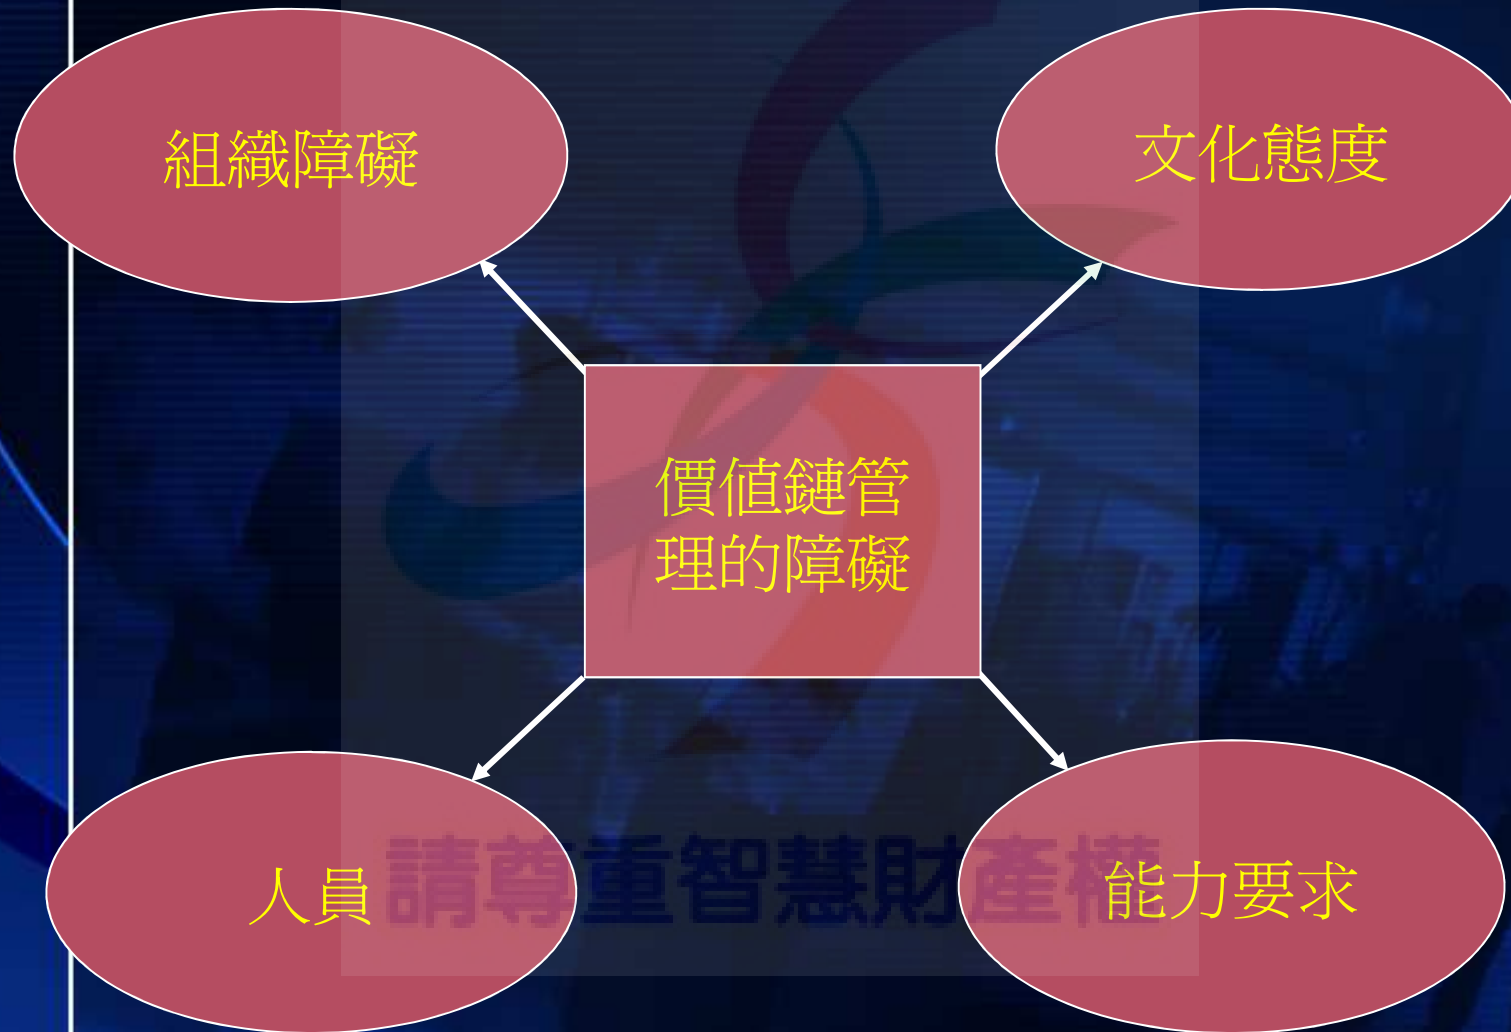 組織障礙
文化態度
價值鏈管
理的障礙
人員
能力要求
請尊重智慧財產權